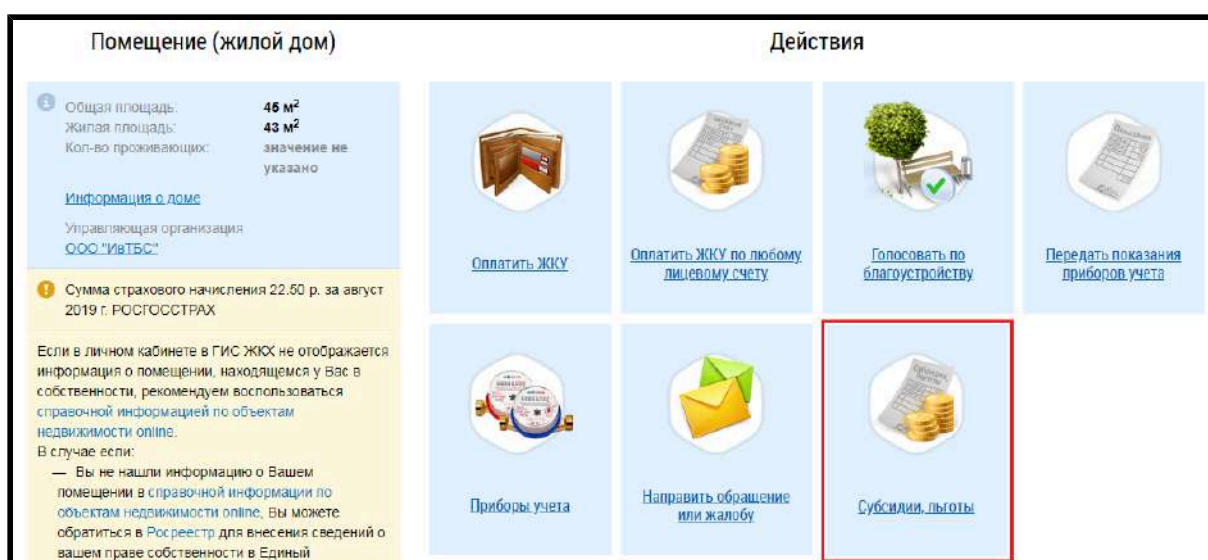 Помещение (жилой дом)
Действия
Общая площадь: 45 м²
Жилая площадь: 43 м²
Кол-во проживающих: значение не
указано
Информация о доме
Управляющая организация
ООО "ИвТБС"
Сумма страхового начисления 22.50 р. за август
2019 г. РОСГОССТРАХ
Если в личном кабинете в ГИС ЖКХ не отображается
информация о помещении, находящемся у Вас в
собственности, рекомендуем воспользоваться
справочной информацией по объектам
недвижимости online.
В случае если:
— Вы не нашли информацию о Вашем
помещении в справочной информации по
объектам недвижимости online, Вы можете
обратиться в Росреестр для внесения сведений о
вашем праве собственности в Единый
Оплатить ЖКУ
Оплатить ЖКУ по любому
лицевому счету
Голосовать по
благоустройству
Показания
Передать показания
приборов учета
Приборы учета
Направить обращение
или жалобу
Субсидии,
льготы
Субсидии, льготы